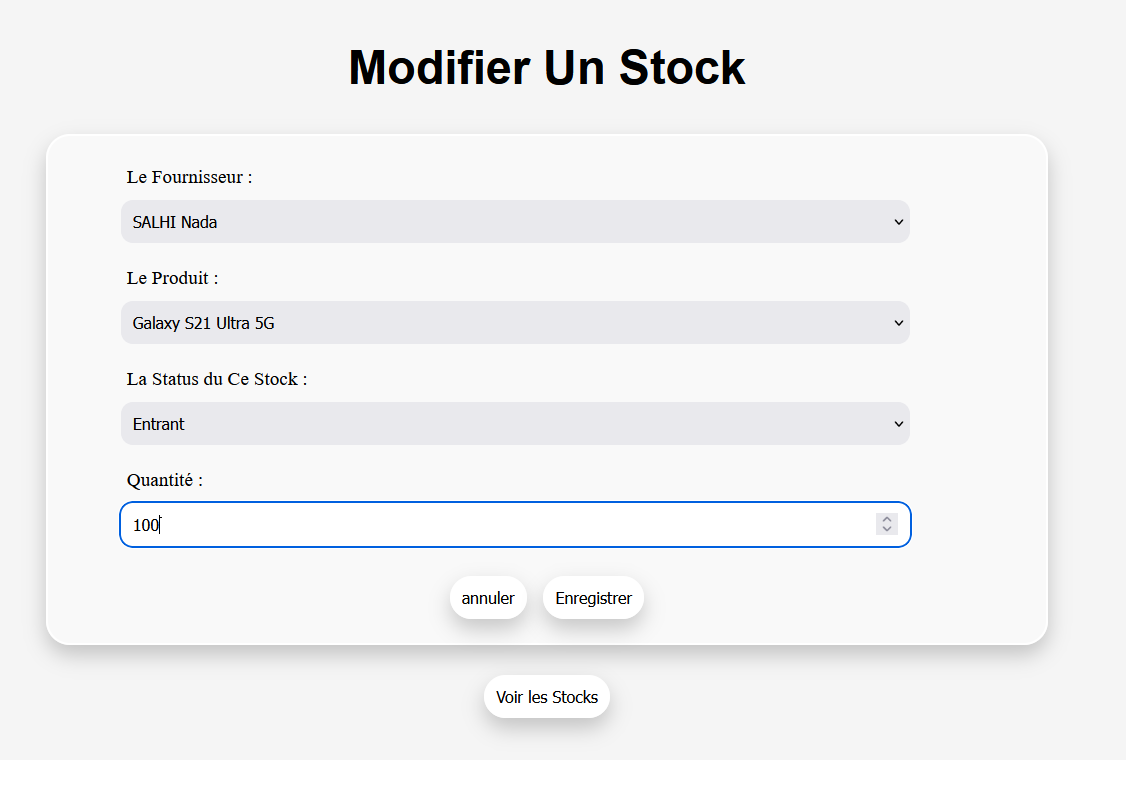 Modifier Un Stock
Le Fournisseur :
SALHI Nada
Le Produit :
Galaxy S21 Ultra 5G
La Status du Ce Stock :
Entrant
Quantité :
100
annuler Enregistrer
Voir les Stocks